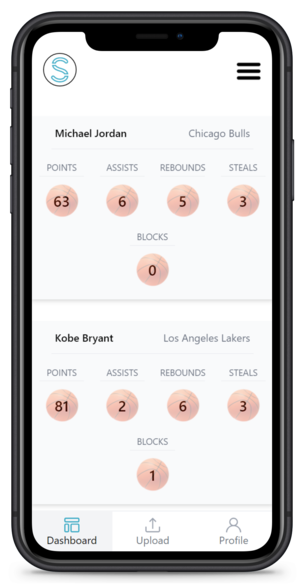 S
Michael Jordan Chicago Bulls
POINTS ASSISTS REBOUNDS STEALS
63 6 5 3
BLOCKS
0
Kobe Bryant Los Angeles Lakers
POINTS ASSISTS REBOUNDS STEALS
81 2 6 3
BLOCKS
1
Dashboard Upload Profile